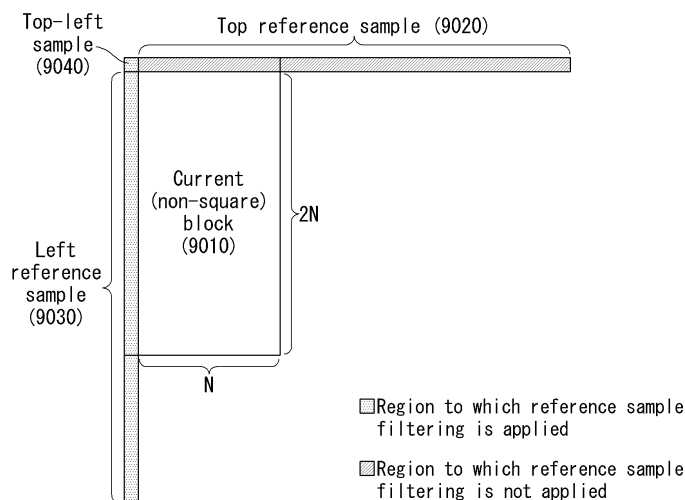 Top-left
sample
(9040)
Top reference sample (9020)
Current
(non-square)
block
(9010)
2N
Left
reference
sample
(9030)
N
Region to which reference sample
filtering is applied
Region to which reference sample
filtering is not applied